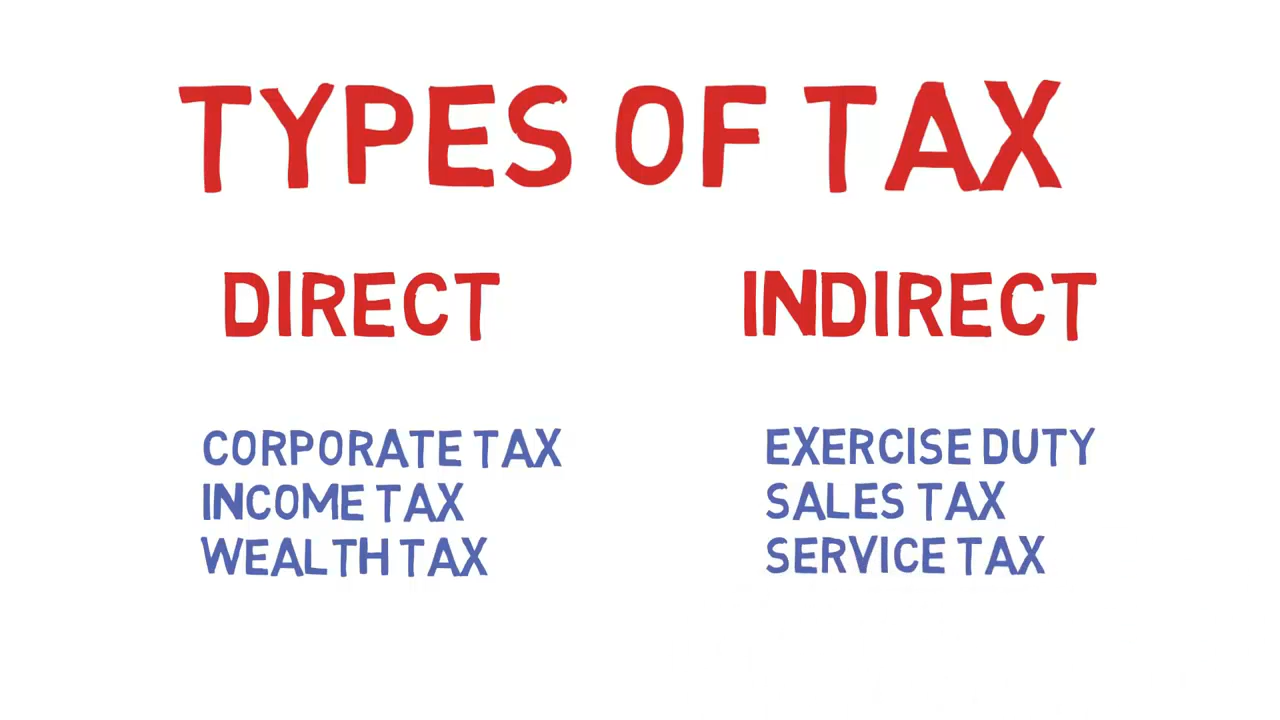 TYPES OF TAX
DIRECT
INDIRECT
CORPORATE TAX
INCOME TAX
WEALTH TAX
EXERCISE DUTY
SALES TAX
SERVICE TAX